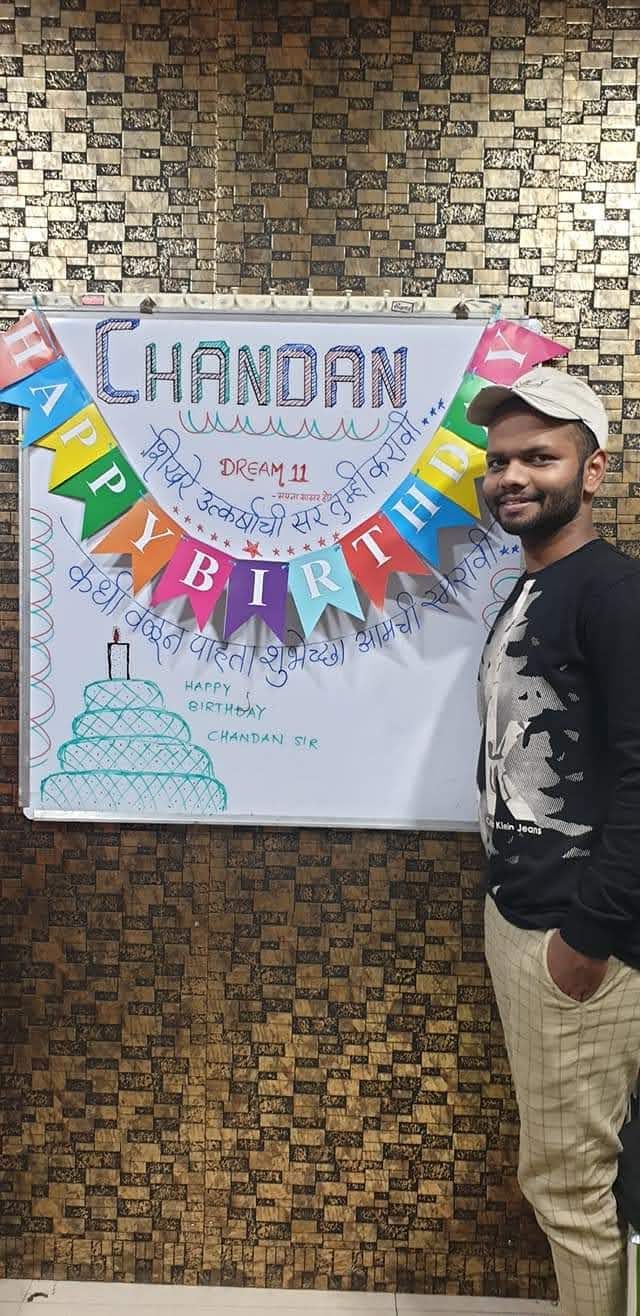 CHANDAN
शिखरे उत्कर्षाची सर तुम्ही करावी
DREAM 11
HAPPY BIRTHDAY
कधी वळून पाहता शुभेच्छा आमची स्मरावी
HAPPY
BIRTHDAY
CHANDAN SIR
Klein Jeans